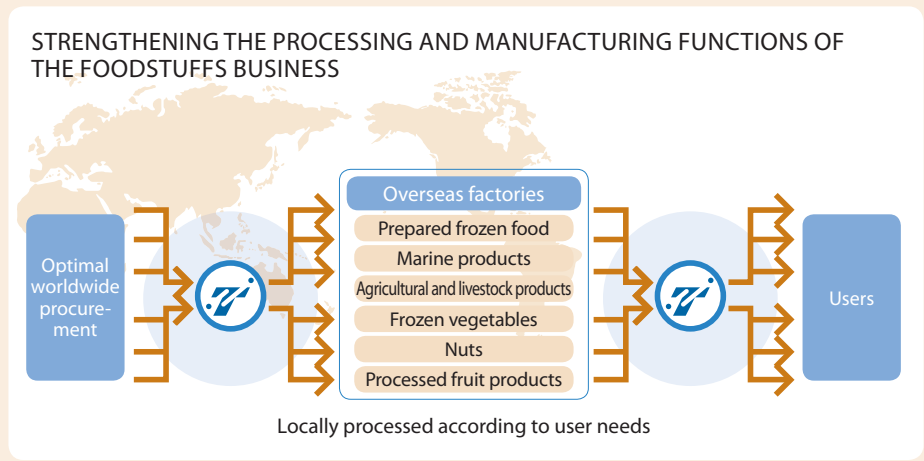 STRENGTHENING THE PROCESSING AND MANUFACTURING FUNCTIONS OF
THE FOODSTUFFS BUSINESS
Optimal
worldwide
procure-
ment
Overseas factories
Prepared frozen food
Marine products
Agricultural and livestock products
Frozen vegetables
Nuts
Processed fruit products
Users
Locally processed according to user needs